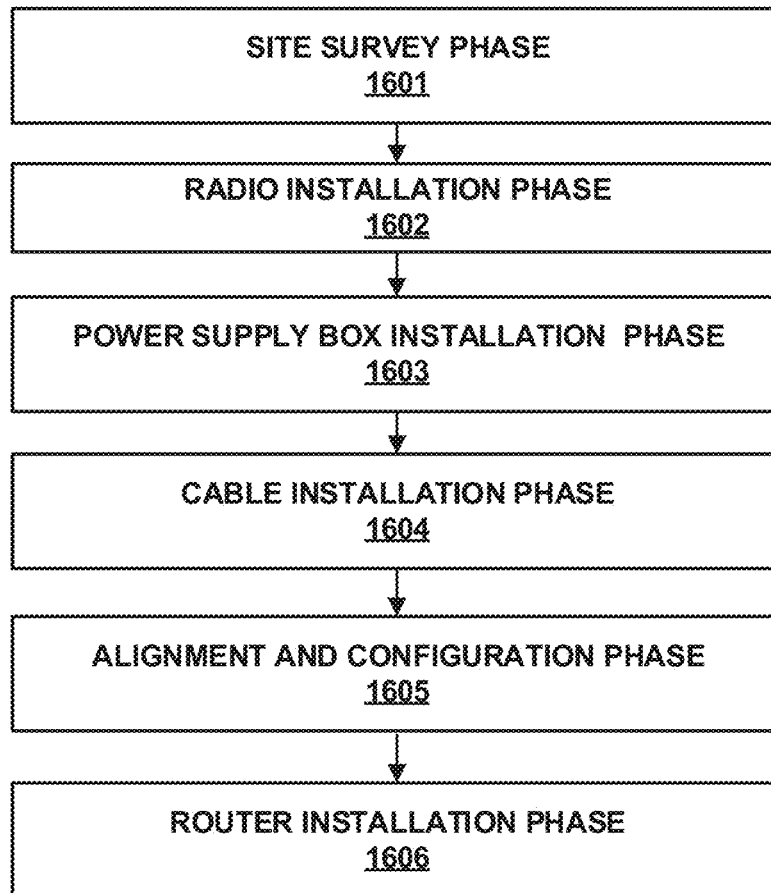 SITE SURVEY PHASE
1601
RADIO INSTALLATION PHASE
1602
POWER SUPPLY BOX INSTALLATION PHASE
1603
CABLE INSTALLATION PHASE
1604
ALIGNMENT AND CONFIGURATION PHASE
1605
ROUTER INSTALLATION PHASE
1606